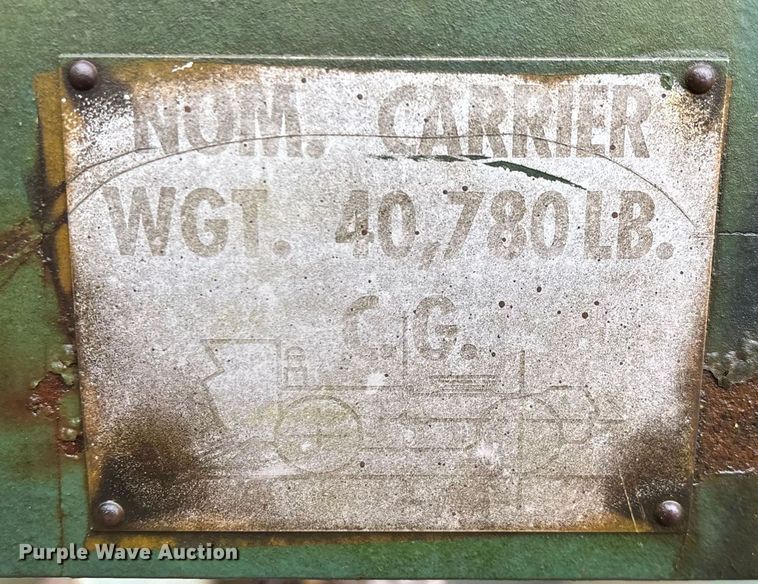 NOM. CARRIER
WGT. 40,780 LB.
C.G.
Purple Wave Auction